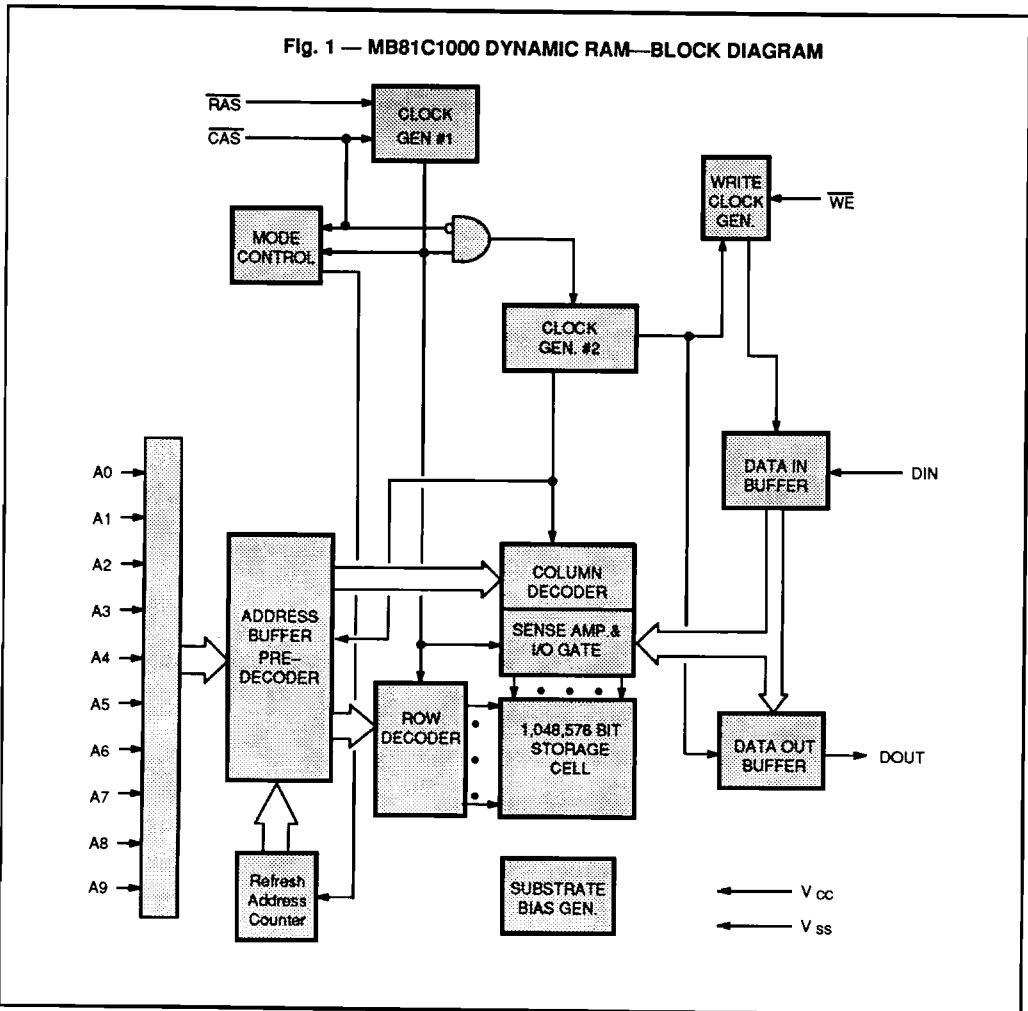 Fig. 1 — MB81C1000 DYNAMIC RAM—BLOCK DIAGRAM
RAS
CAS
CLOCK
GEN #1
WRITE
CLOCK
GEN.
WE
MODE
CONTROL
CLOCK
GEN. #2
DATA IN
BUFFER
DIN
A0
A1
A2
A3
A4
A5
A6
A7
A8
A9
ADDRESS
BUFFER
PRE–
DECODER
COLUMN
DECODER
SENSE AMP.&
I/O GATE
ROW
DECODER
1,048,576 BIT
STORAGE
CELL
DATA OUT
BUFFER
DOUT
Refresh
Address
Counter
SUBSTRATE
BIAS GEN.
V CC
V SS